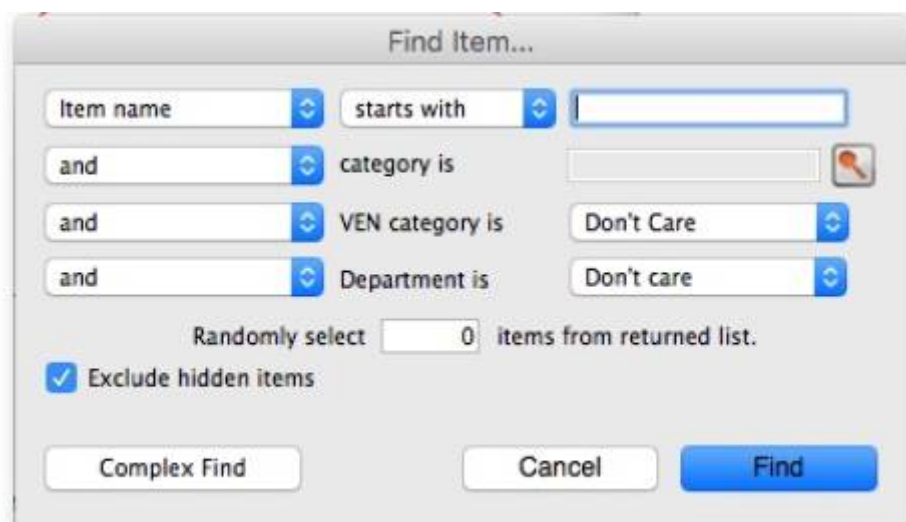 Find Item...
Item name starts with
and category is
and VEN category is Don't Care
and Department is Don't care
Randomly select 0 items from returned list.
Exclude hidden items
Complex Find Cancel Find